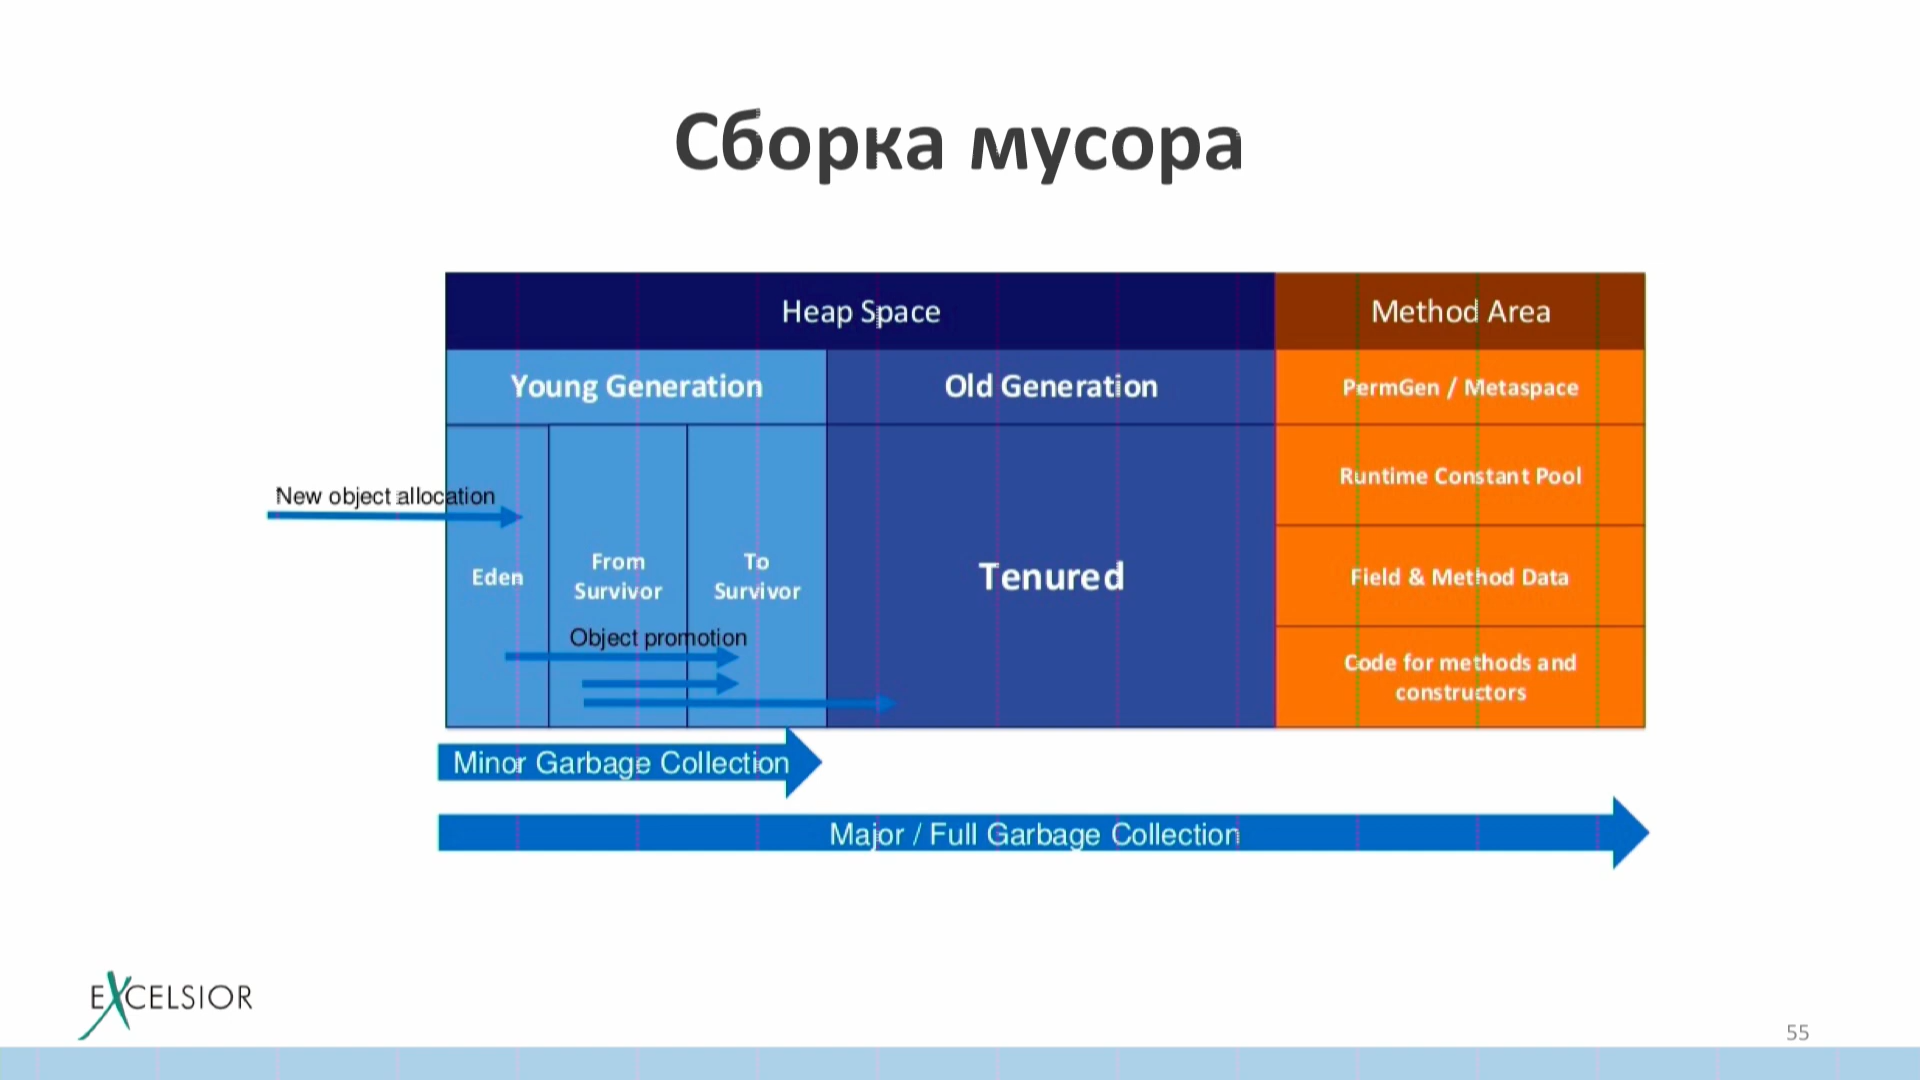 Сборка мусора
Heap Space
Method Area
Young Generation
Old Generation
PermGen / Metaspace
Runtime Constant Pool
New object allocation
Eden
From
Survivor
To
Survivor
Tenured
Field & Method Data
Object promotion
Code for methods and
constructors
Minor Garbage Collection
Major / Full Garbage Collection
EXCELSIOR
55